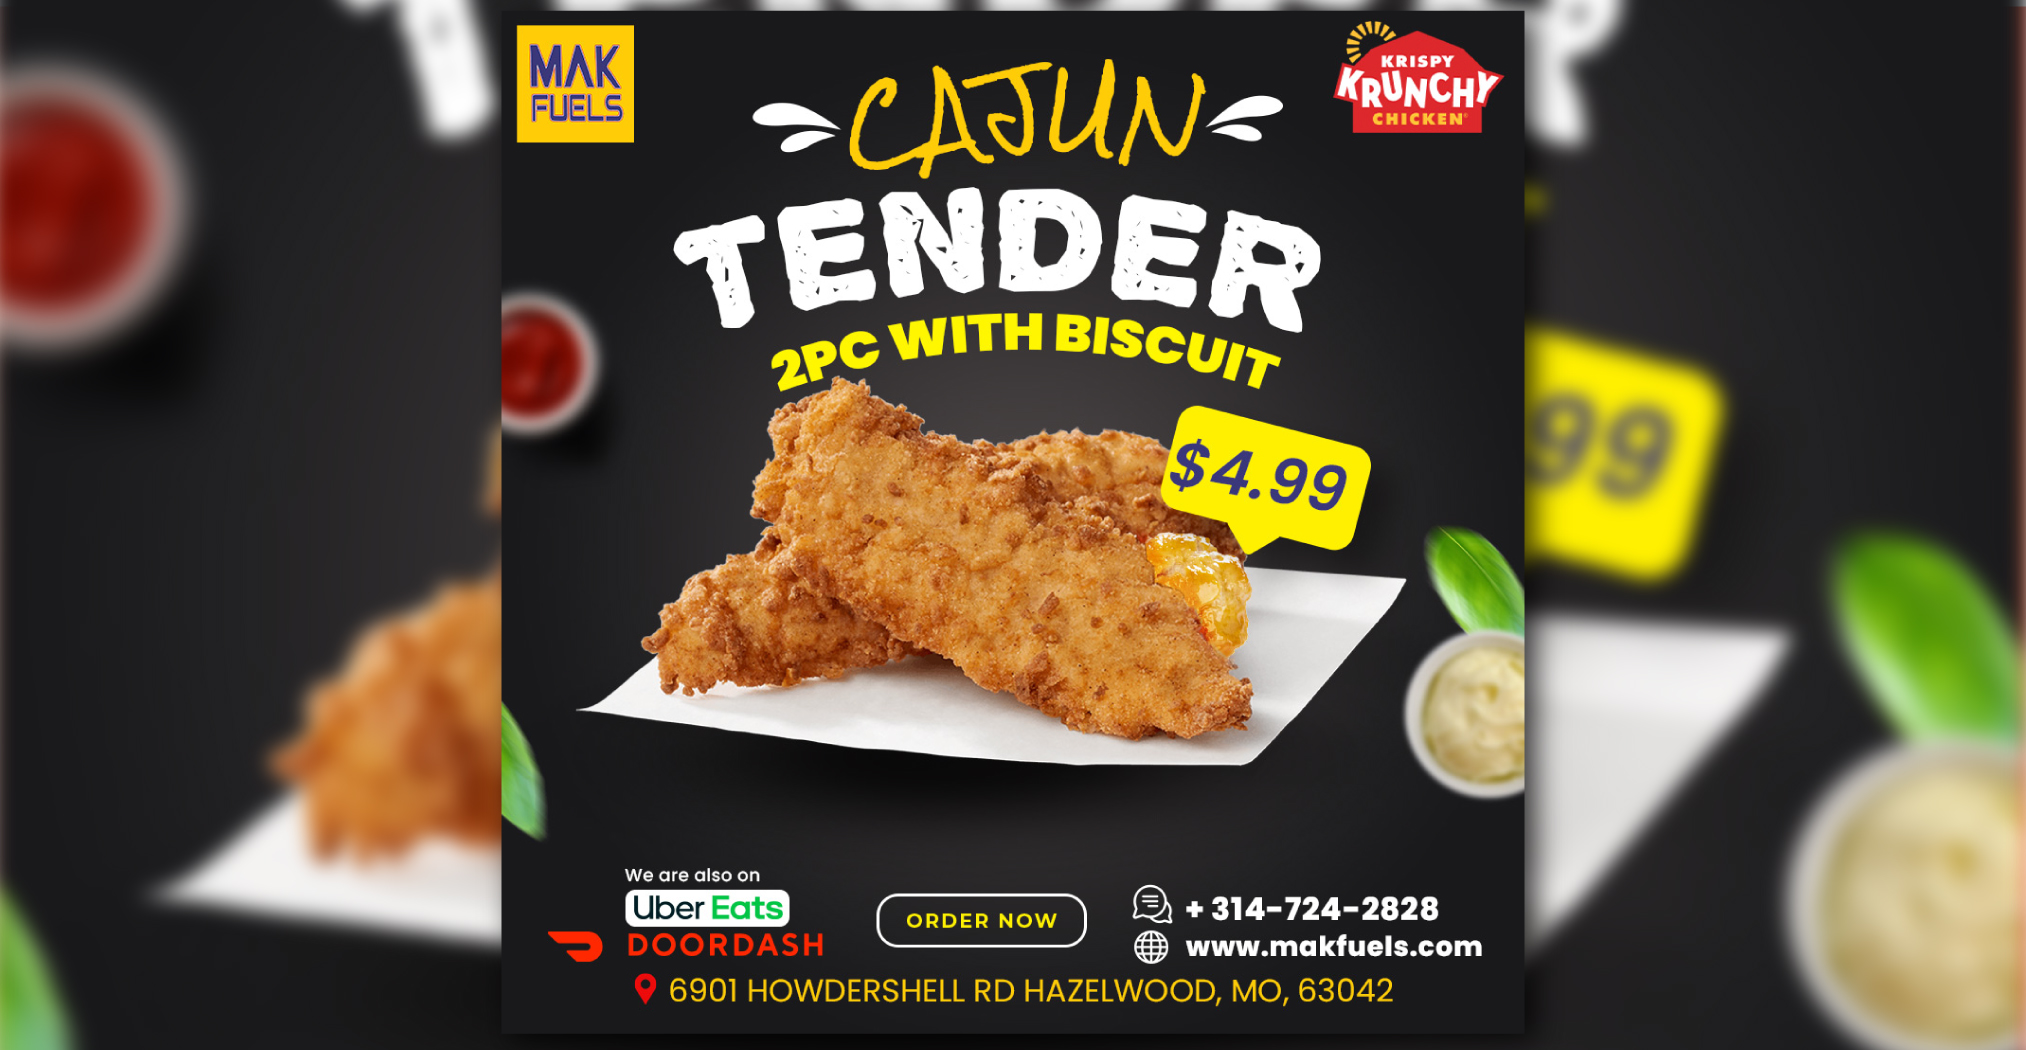 MAK
FUELS
KRISPY
KRUNCHY
CHICKEN
CAJUN
TENDER
2PC WITH BISCUIT
$4.99
We are also on
Uber Eats
DOORDASH
ORDER NOW
+ 314-724-2828
www.makfuels.com
6901 HOWDERSHELL RD HAZELWOOD, MO, 63042
99